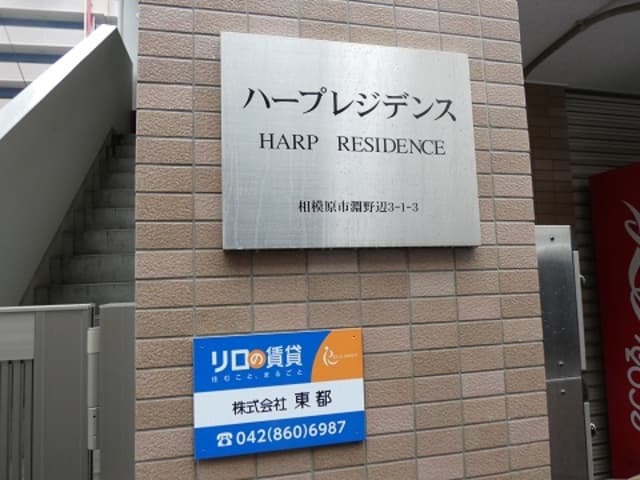 ハープレジデンス
HARP RESIDENCE
相模原市淵野辺3-1-3
リロの賃貸
住むこと、まるごと
株式会社 東都
☎042(860)6987